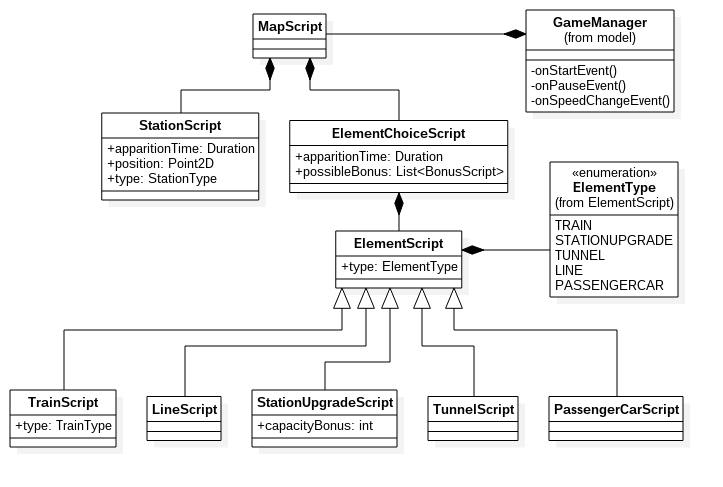 MapScript
GameManager
(from model)
-onStartEvent()
-onPauseEvent()
-onSpeedChangeEvent()
StationScript
+apparitionTime: Duration
+position: Point2D
+type: StationType
ElementChoiceScript
+apparitionTime: Duration
+possibleBonus: List<BonusScript>
«enumeration»
ElementType
(from ElementScript)
TRAIN
STATIONUPGRADE
TUNNEL
LINE
PASSENGERCAR
ElementScript
+type: ElementType
TrainScript
+type: TrainType
LineScript
StationUpgradeScript
+capacityBonus: int
TunnelScript
PassengerCarScript